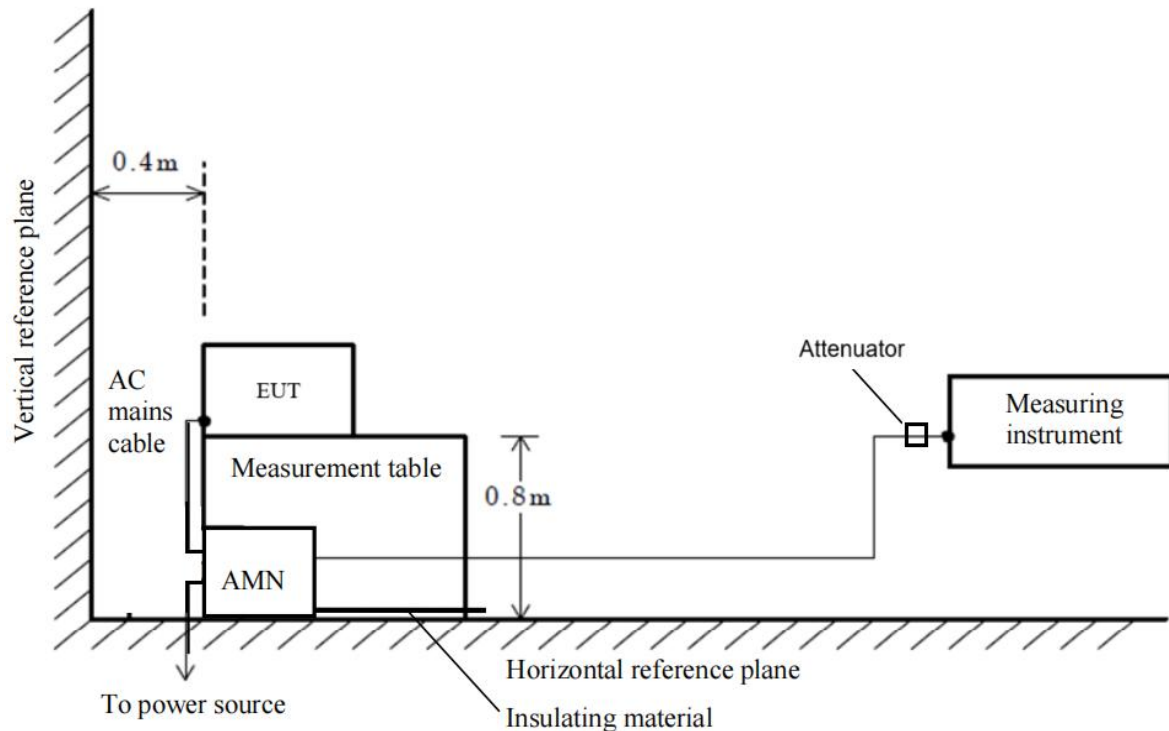 Vertical reference plane
0.4m
AC
mains
cable
EUT
Measurement table
0.8m
AMN
Attenuator
Measuring
instrument
Horizontal reference plane
To power source
Insulating material